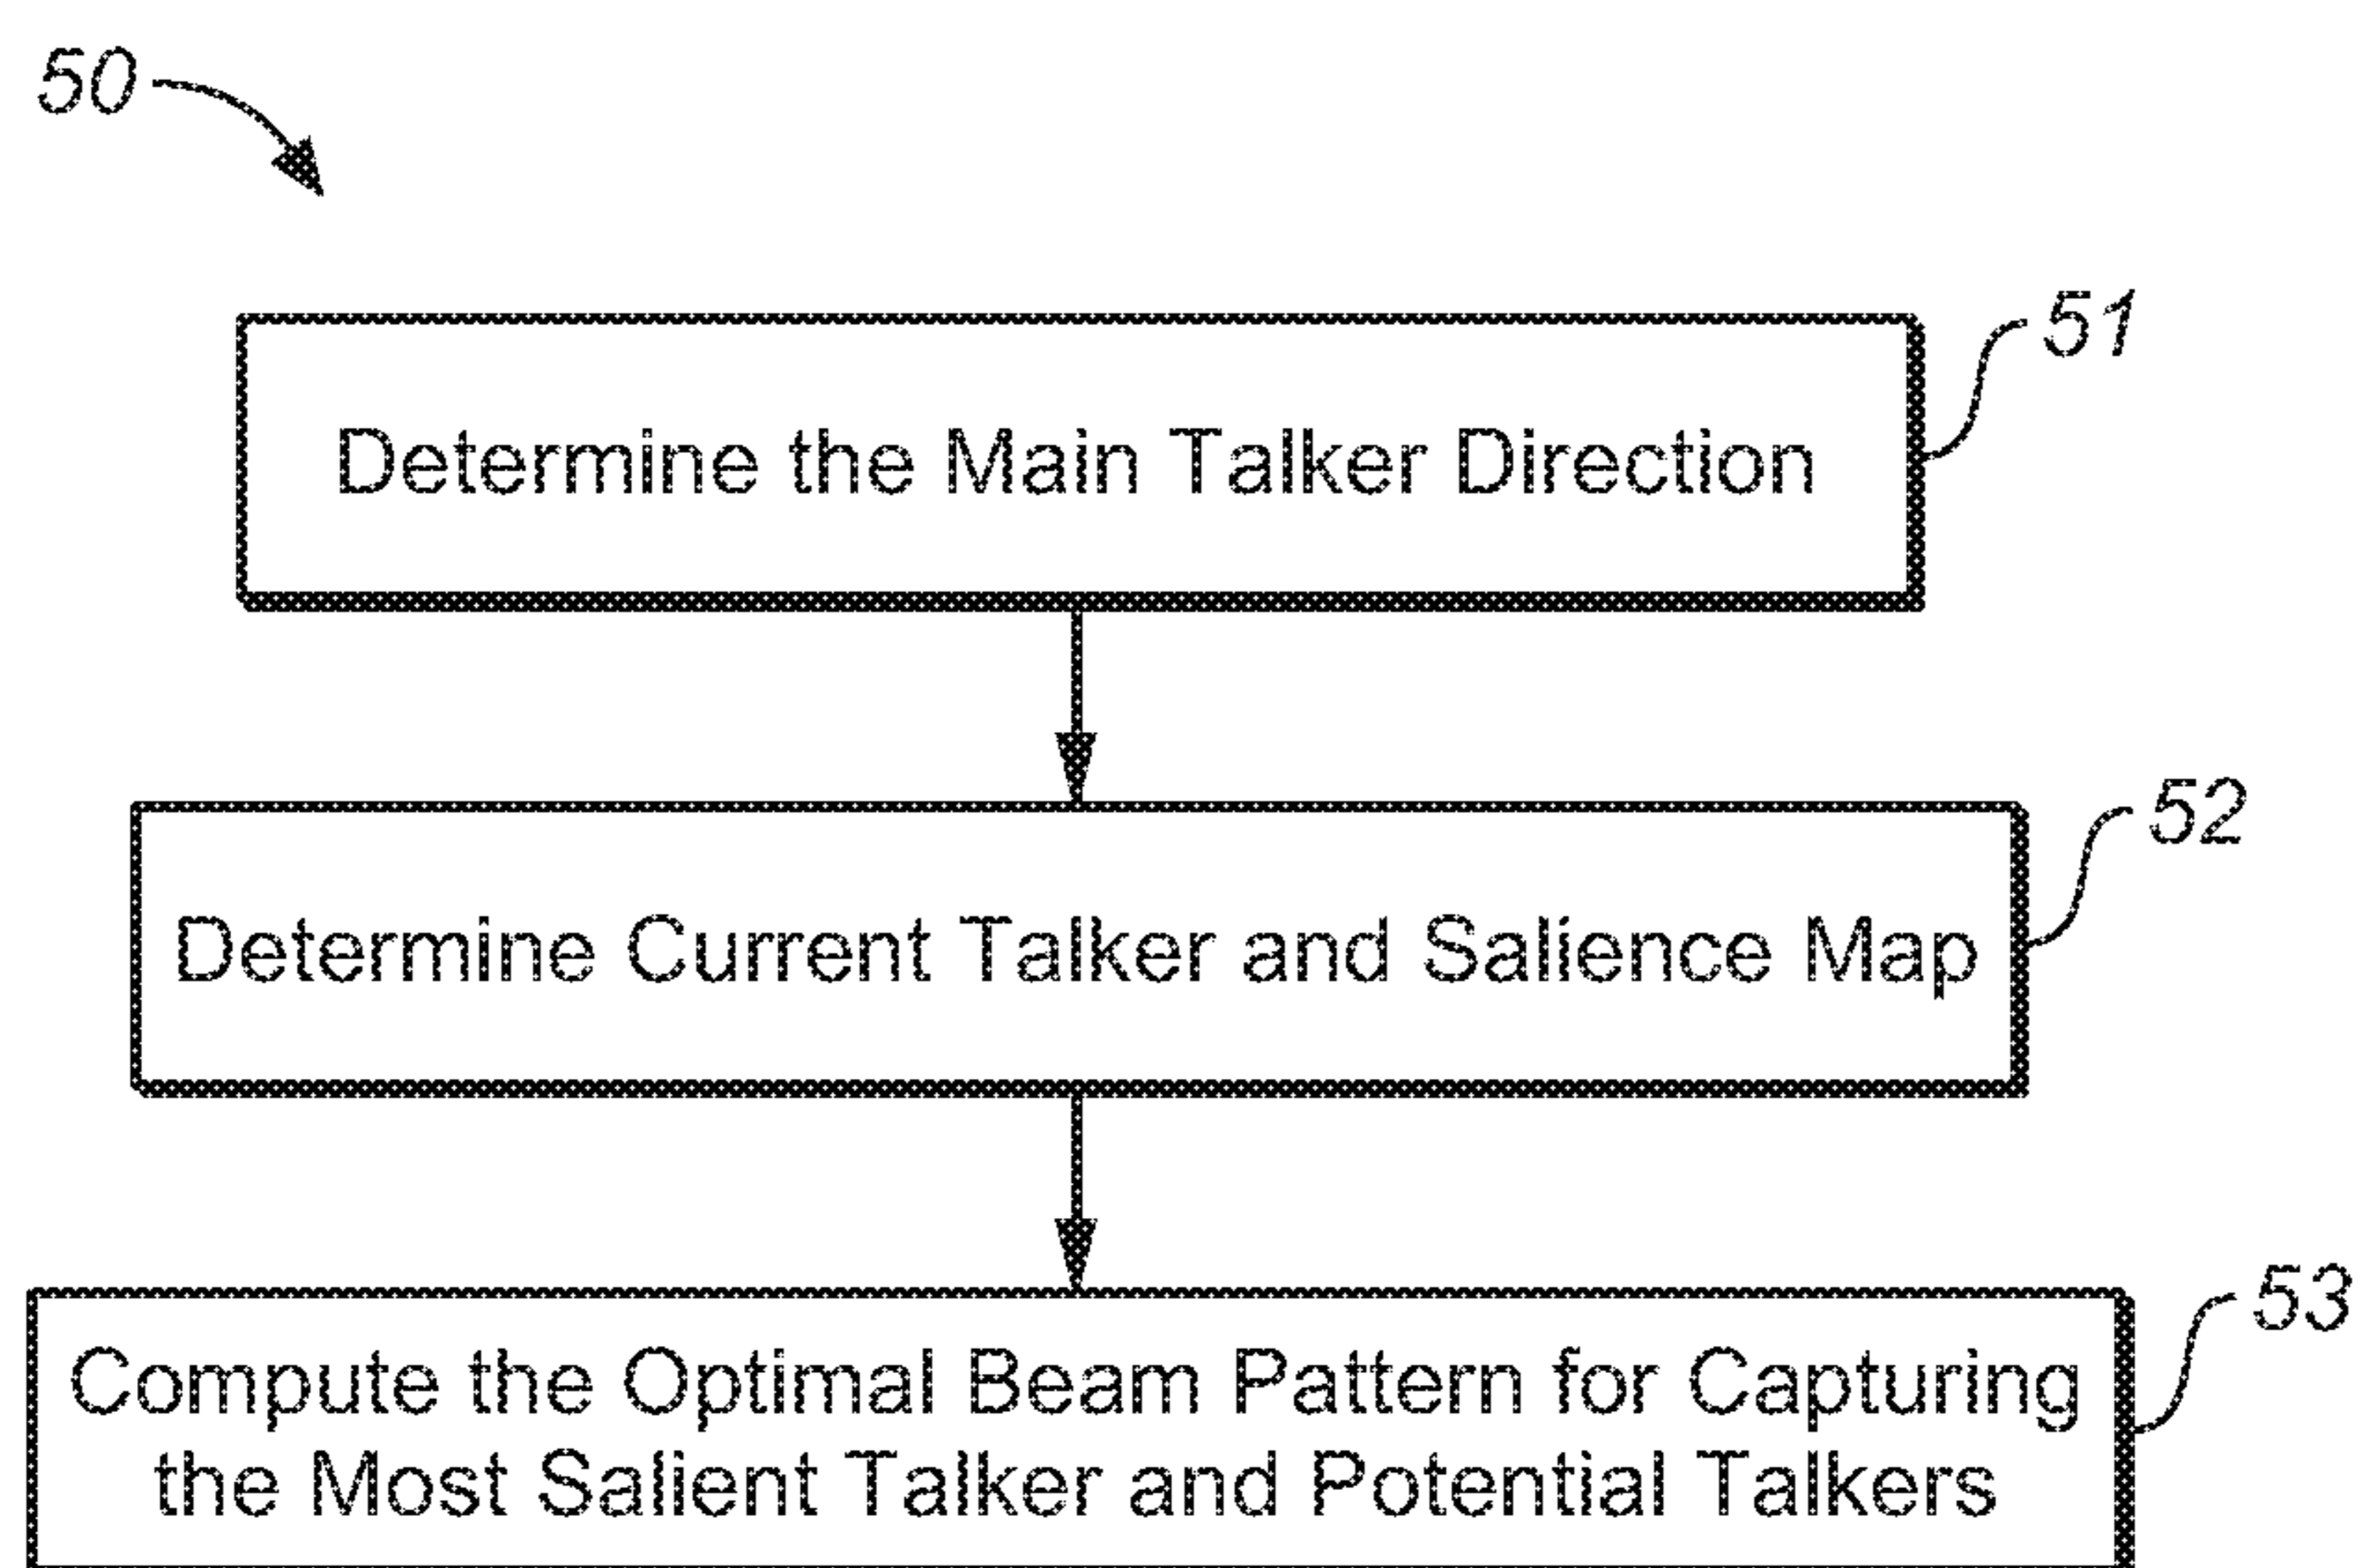 50
51
Determine the Main Talker Direction
52
Determine Current Talker and Salience Map
53
Compute the Optimal Beam Pattern for Capturing
the Most Salient Talker and Potential Talkers